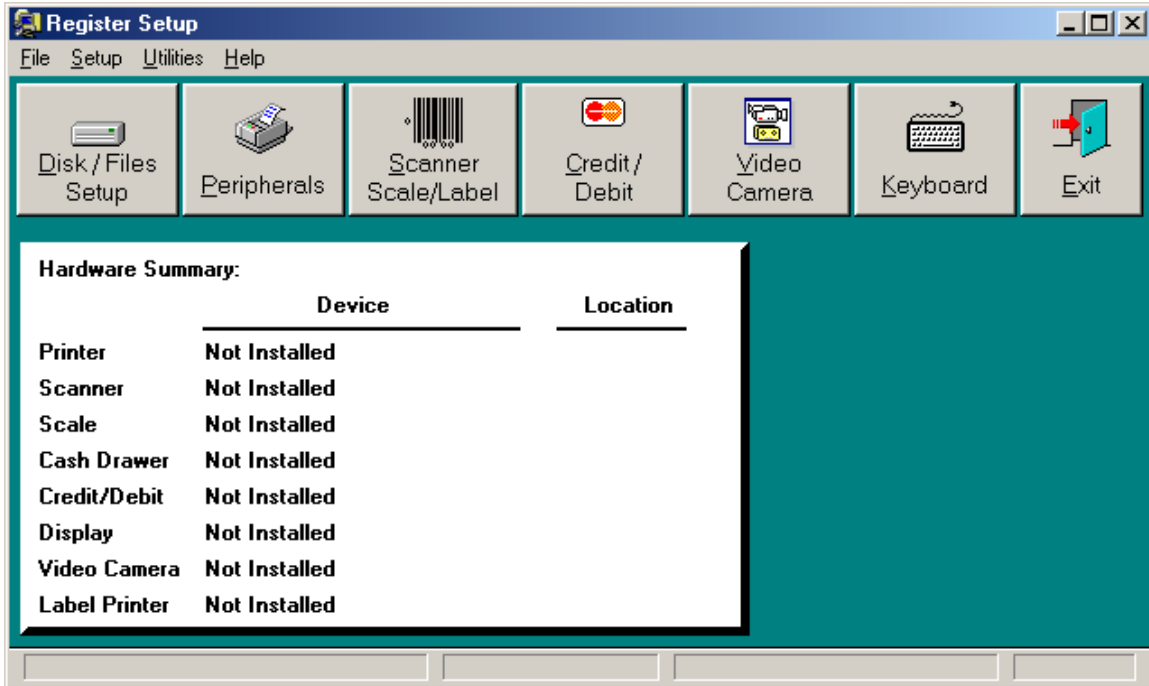 Register Setup
File Setup Utilities Help
Disk / Files Setup
Peripherals
Scanner Scale/Label
Credit / Debit
Video Camera
Keyboard
Exit
Hardware Summary:
Device Location
Printer Not Installed
Scanner Not Installed
Scale Not Installed
Cash Drawer Not Installed
Credit/Debit Not Installed
Display Not Installed
Video Camera Not Installed
Label Printer Not Installed